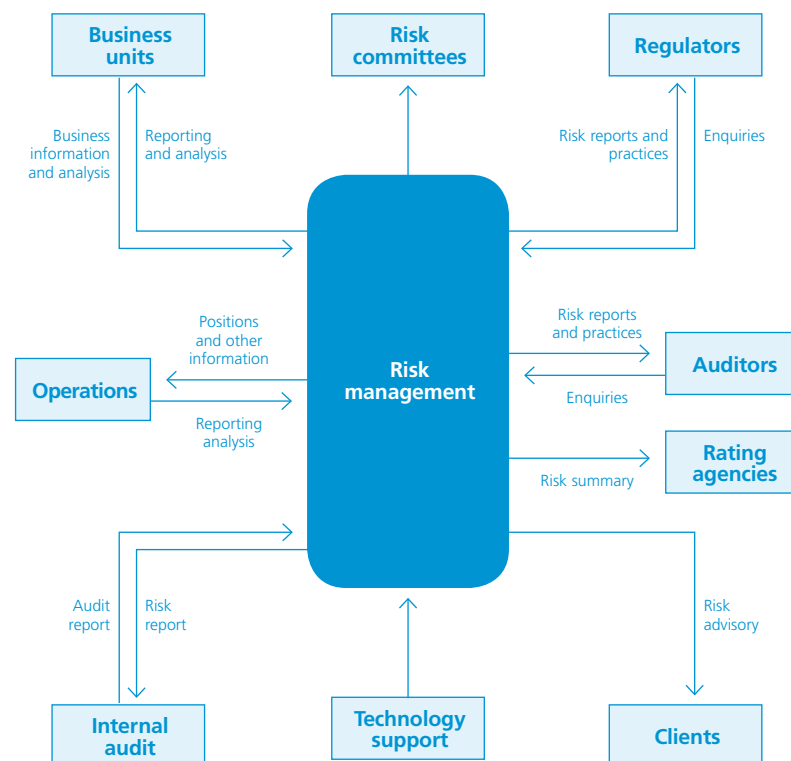 Business
units
Risk
committees
Regulators
Business
information
and analysis
Reporting
and analysis
Risk reports and
practices
Enquiries
Positions
and other
information
Operations
Reporting
analysis
Risk
management
Risk reports
and practices
Auditors
Enquiries
Rating
agencies
Risk summary
Audit
report
Risk
report
Risk
advisory
Internal
audit
Technology
support
Clients